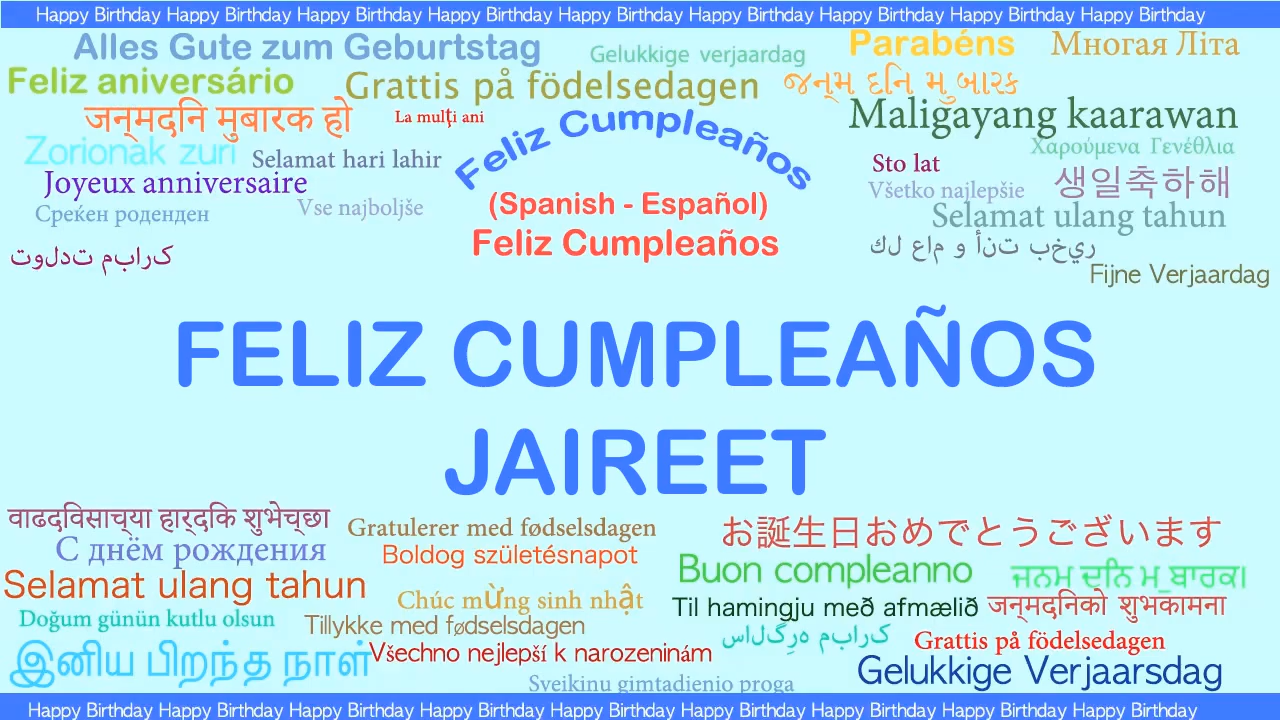 Happy Birthday Happy Birthday Happy Birthday Happy Birthday Happy Birthday Happy Birthday Happy Birthday Happy Birthday Happy Birthday
Alles Gute zum Geburtstag
Gelukkige verjaardag
Parabéns
Многая Літа
Feliz aniversário
Grattis på födelsedagen
જન્મ દિન મુબારક
जन्मदिन मुबारक हो
La mulţi ani
Feliz Cumpleaños
Maligayang kaarawan
Zorionak zuri
Selamat hari lahir
Sto lat
Χαρούμενα Γενέθλια
Joyeux anniversaire
Všetko najlepšie
생일축하해
(Spanish - Español)
Среќен роденден
Vse najboljše
Selamat ulang tahun
Feliz Cumpleaños
تولدت مبارک
كل عام و أنت بخير
Fijne Verjaardag
FELIZ CUMPLEAÑOS
JAIREET
वाढदिवसाच्या हार्दिक शुभेच्छा
Gratulerer med fødselsdagen
お誕生日おめでとうございます
С днём рождения
Boldog születésnapot
Buon compleanno
ਜਨਮ ਦਿਨ ਮੁਬਾਰਕ।
Selamat ulang tahun
Chúc mừng sinh nhật
Til hamingju með afmælið
जन्मदिनको शुभकामना
Doğum günün kutlu olsun
Tillykke med fødselsdagen
سالگرہ مبارک
Grattis på födelsedagen
இனிய பிறந்த நாள்
Všechno nejlepší k narozeninám
Gelukkige Verjaarsdag
Sveikinu gimtadienio proga
Happy Birthday Happy Birthday Happy Birthday Happy Birthday Happy Birthday Happy Birthday Happy Birthday Happy Birthday Happy Birthday